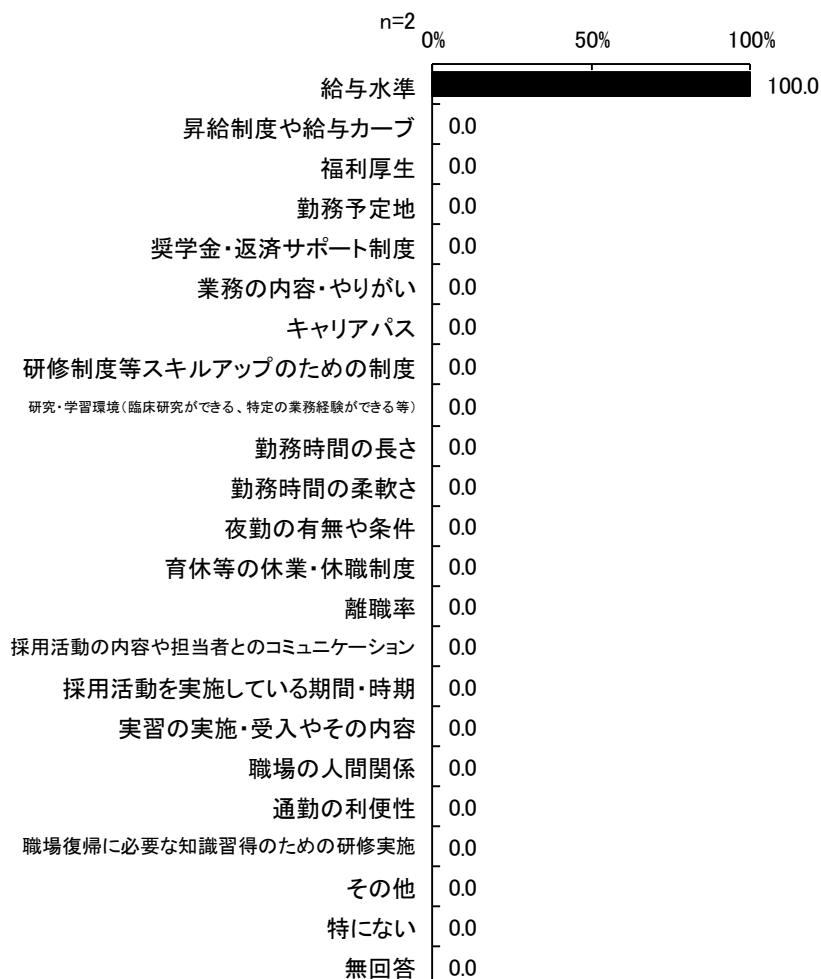 n=2
0% 50% 100%
給与水準 100.0
昇給制度や給与カーブ 0.0
福利厚生 0.0
勤務予定地 0.0
奨学金・返済サポート制度 0.0
業務の内容・やりがい 0.0
キャリアパス 0.0
研修制度等スキルアップのための制度 0.0
研究・学習環境(臨床研究ができる、特定の業務経験ができる等) 0.0
勤務時間の長さ 0.0
勤務時間の柔軟さ 0.0
夜勤の有無や条件 0.0
育休等の休業・休職制度 0.0
離職率 0.0
採用活動の内容や担当者とのコミュニケーション 0.0
採用活動を実施している期間・時期 0.0
実習の実施・受入やその内容 0.0
職場の人間関係 0.0
通勤の利便性 0.0
職場復帰に必要な知識習得のための研修実施 0.0
その他 0.0
特にない 0.0
無回答 0.0